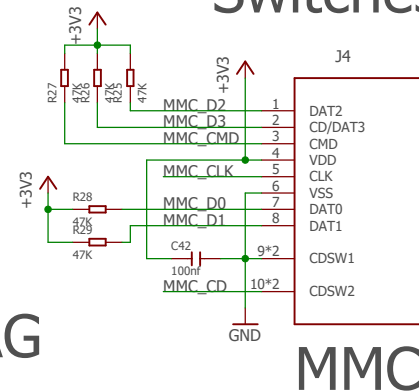 Switches
+3V3
R27
47K
R26
47K
R25
47K
+3V3
J4
MMC_D2
1
DAT2
MMC_D3
2
CD/DAT3
MMC_CMD
3
CMD
4
VDD
MMC_CLK
5
CLK
6
VSS
+3V3
R28
47K
MMC_D0
7
DAT0
R29
47K
MMC_D1
8
DAT1
C42
100nf
9*2
CDSW1
MMC_CD
10*2
CDSW2
GND
AG
MMC